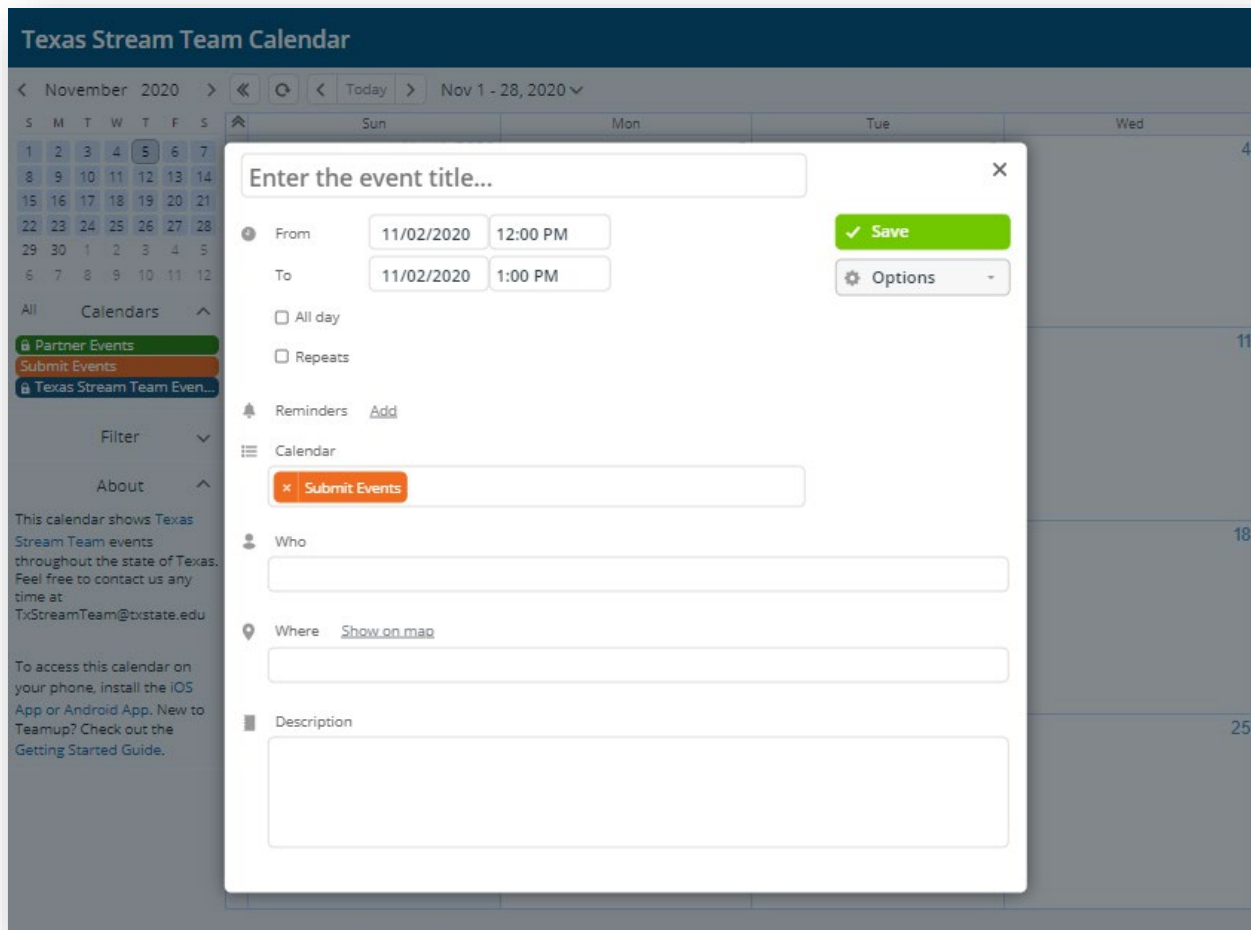 Texas Stream Team Calendar
November 2020
Today
Nov 1 - 28, 2020
S M T W T F S
1 2 3 4 5 6 7
8 9 10 11 12 13 14
15 16 17 18 19 20 21
22 23 24 25 26 27 28
29 30 1 2 3 4 5
6 7 8 9 10 11 12
All Calendars
Partner Events
Submit Events
Texas Stream Team Even...
Filter
About
This calendar shows Texas
Stream Team events
throughout the state of Texas.
Feel free to contact us any
time at
TxStreamTeam@txstate.edu
To access this calendar on
your phone, install the iOS
App or Android App. New to
Teamup? Check out the
Getting Started Guide.
Sun Mon Tue Wed
4
11
18
25
Enter the event title...
From 11/02/2020 12:00 PM
Save
To 11/02/2020 1:00 PM
Options
All day
Repeats
Reminders Add
Calendar
× Submit Events
Who
Where Show on map
Description